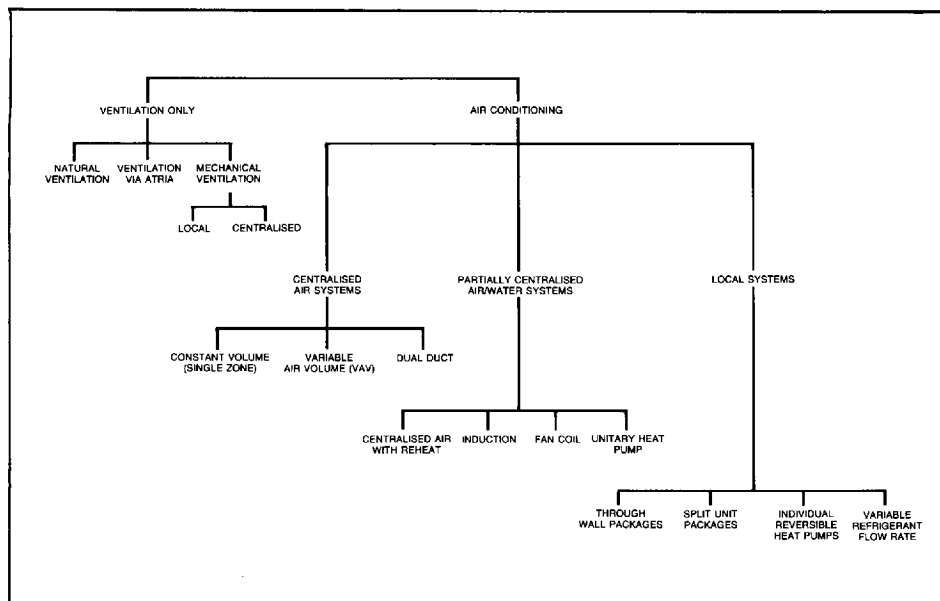 VENTILATION ONLY
AIR CONDITIONING
NATURAL
VENTILATION
VENTILATION
VIA ATRIA
MECHANICAL
VENTILATION
LOCAL
CENTRALISED
CENTRALISED
AIR SYSTEMS
PARTIALLY CENTRALISED
AIR/WATER SYSTEMS
LOCAL SYSTEMS
CONSTANT VOLUME
(SINGLE ZONE)
VARIABLE
AIR VOLUME (VAV)
DUAL DUCT
CENTRALISED AIR
WITH REHEAT
INDUCTION
FAN COIL
UNITARY HEAT
PUMP
THROUGH
WALL PACKAGES
SPLIT UNIT
PACKAGES
INDIVIDUAL
REVERSIBLE
HEAT PUMPS
VARIABLE
REFRIGERANT
FLOW RATE